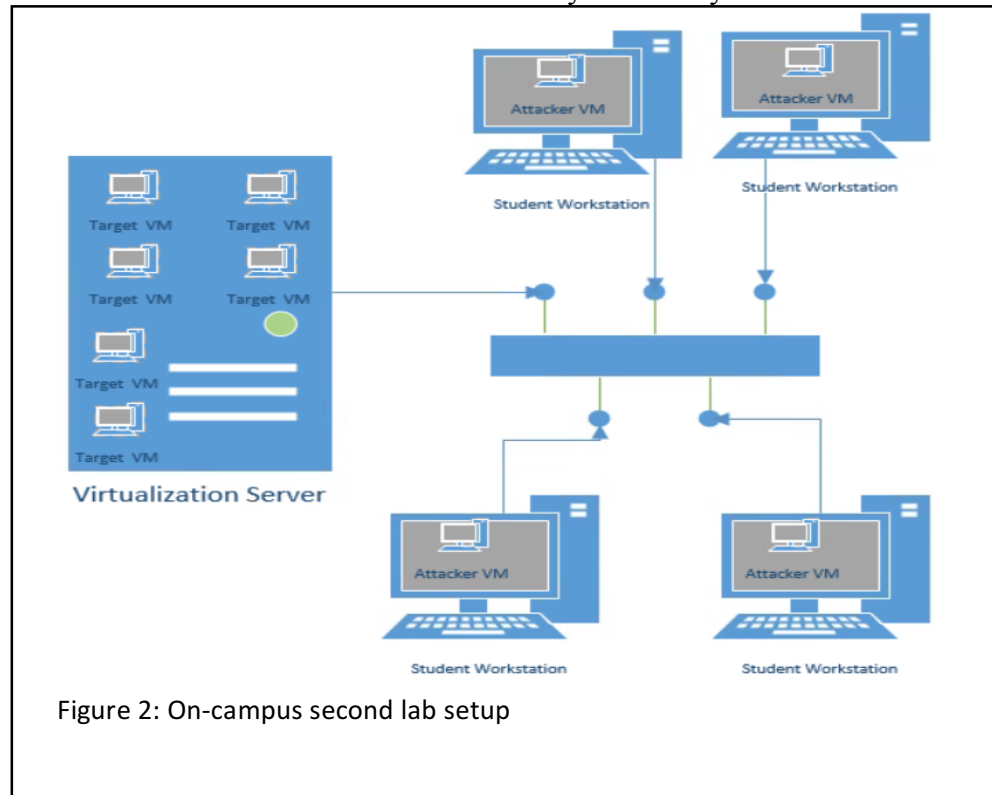 Attacker VM
Attacker VM
Student Workstation
Student Workstation
Target VM
Target VM
Target VM
Target VM
Target VM
Target VM
Virtualization Server
Attacker VM
Attacker VM
Student Workstation
Student Workstation
Figure 2: On-campus second lab setup